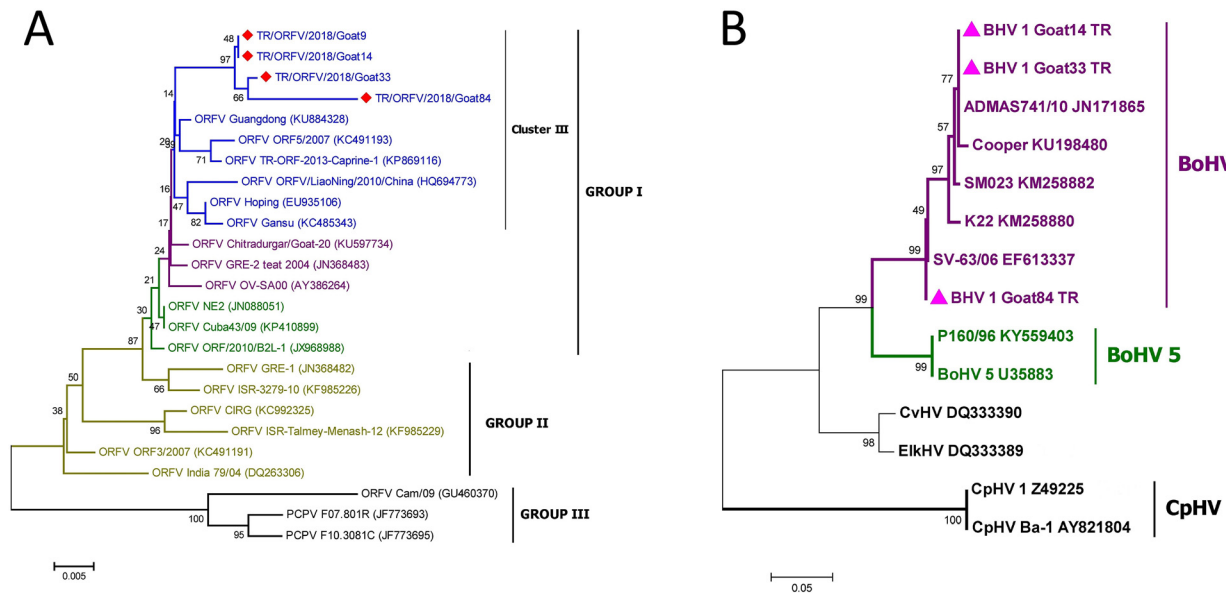 A
48
TR/ORFV/2018/Goat9
TR/ORFV/2018/Goat14
97
TR/ORFV/2018/Goat33
66
TR/ORFV/2018/Goat84
14
ORFV Guangdong (KU884328)
ORFV ORF5/2007 (KC491193)
29
71
ORFV TR-ORF-2013-Caprine-1 (KP869116)
Cluster III
ORFV ORFV/LiaoNing/2010/China (HQ694773)
16
47
ORFV Hoping (EU935106)
82
ORFV Gansu (KC485343)
GROUP I
17
ORFV Chitradurgar/Goat-20 (KU597734)
24
ORFV GRE-2 teat 2004 (JN368483)
21
ORFV OV-SA00 (AY386264)
30
ORFV NE2 (JN088051)
47
ORFV Cuba43/09 (KP410899)
87
ORFV ORF/2010/B2L-1 (JX968988)
50
ORFV GRE-1 (JN368482)
66
ORFV ISR-3279-10 (KF985226)
38
ORFV CIRG (KC992325)
96
ORFV ISR-Talmey-Menash-12 (KF985229)
GROUP II
ORFV ORF3/2007 (KC491191)
ORFV India 79/04 (DQ263306)
ORFV Cam/09 (GU460370)
100
PCPV F07.801R (JF773693)
GROUP III
95
PCPV F10.3081C (JF773695)
0.005
B
BHV 1 Goat14 TR
77
BHV 1 Goat33 TR
ADMAS741/10 JN171865
57
Cooper KU198480
BoHV
97
SM023 KM258882
49
K22 KM258880
99
SV-63/06 EF613337
99
BHV 1 Goat84 TR
P160/96 KY559403
BoHV 5
99
BoHV 5 U35883
CvHV DQ333390
98
ElkHV DQ333389
CpHV 1 Z49225
CpHV
100
CpHV Ba-1 AY821804
0.05